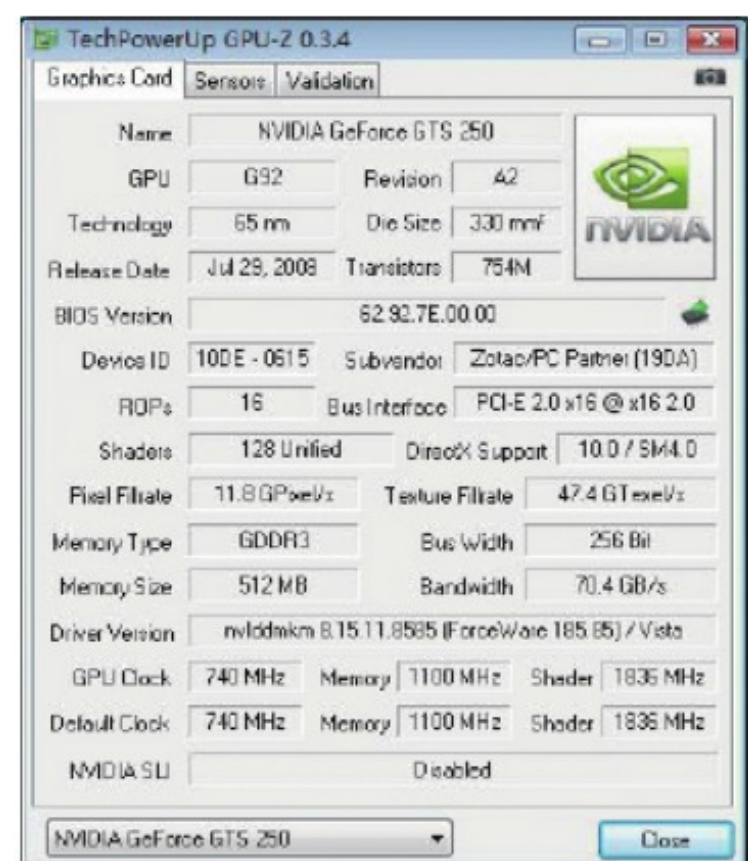 TechPowerUp GPU-Z 0.3.4
Graphics Card Sensors Validation
Name NVIDIA GeForce GTS 250
GPU G92 Revision A2
Technology 65 nm Die Size 330 mm²
Release Date Jul 29, 2008 Transistors 754M
NVIDIA
BIOS Version 62.92.7E.00.00
Device ID 10DE - 0615 Subvendor Zotac/PC Partner (19DA)
ROPs 16 Bus Interface PCI-E 2.0 x16 @ x16 2.0
Shaders 128 Unified DirectX Support 10.0 / SM4.0
Pixel Fillrate 11.8 GPixel/s Texture Fillrate 47.4 GTexel/s
Memory Type GDDR3 Bus Width 256 Bit
Memory Size 512 MB Bandwidth 70.4 GB/s
Driver Version nvlddmkm 8.15.11.8585 (ForceWare 185.85) / Vista
GPU Clock 740 MHz Memory 1100 MHz Shader 1836 MHz
Default Clock 740 MHz Memory 1100 MHz Shader 1836 MHz
NVIDIA SLI Disabled
NVIDIA GeForce GTS 250 Close